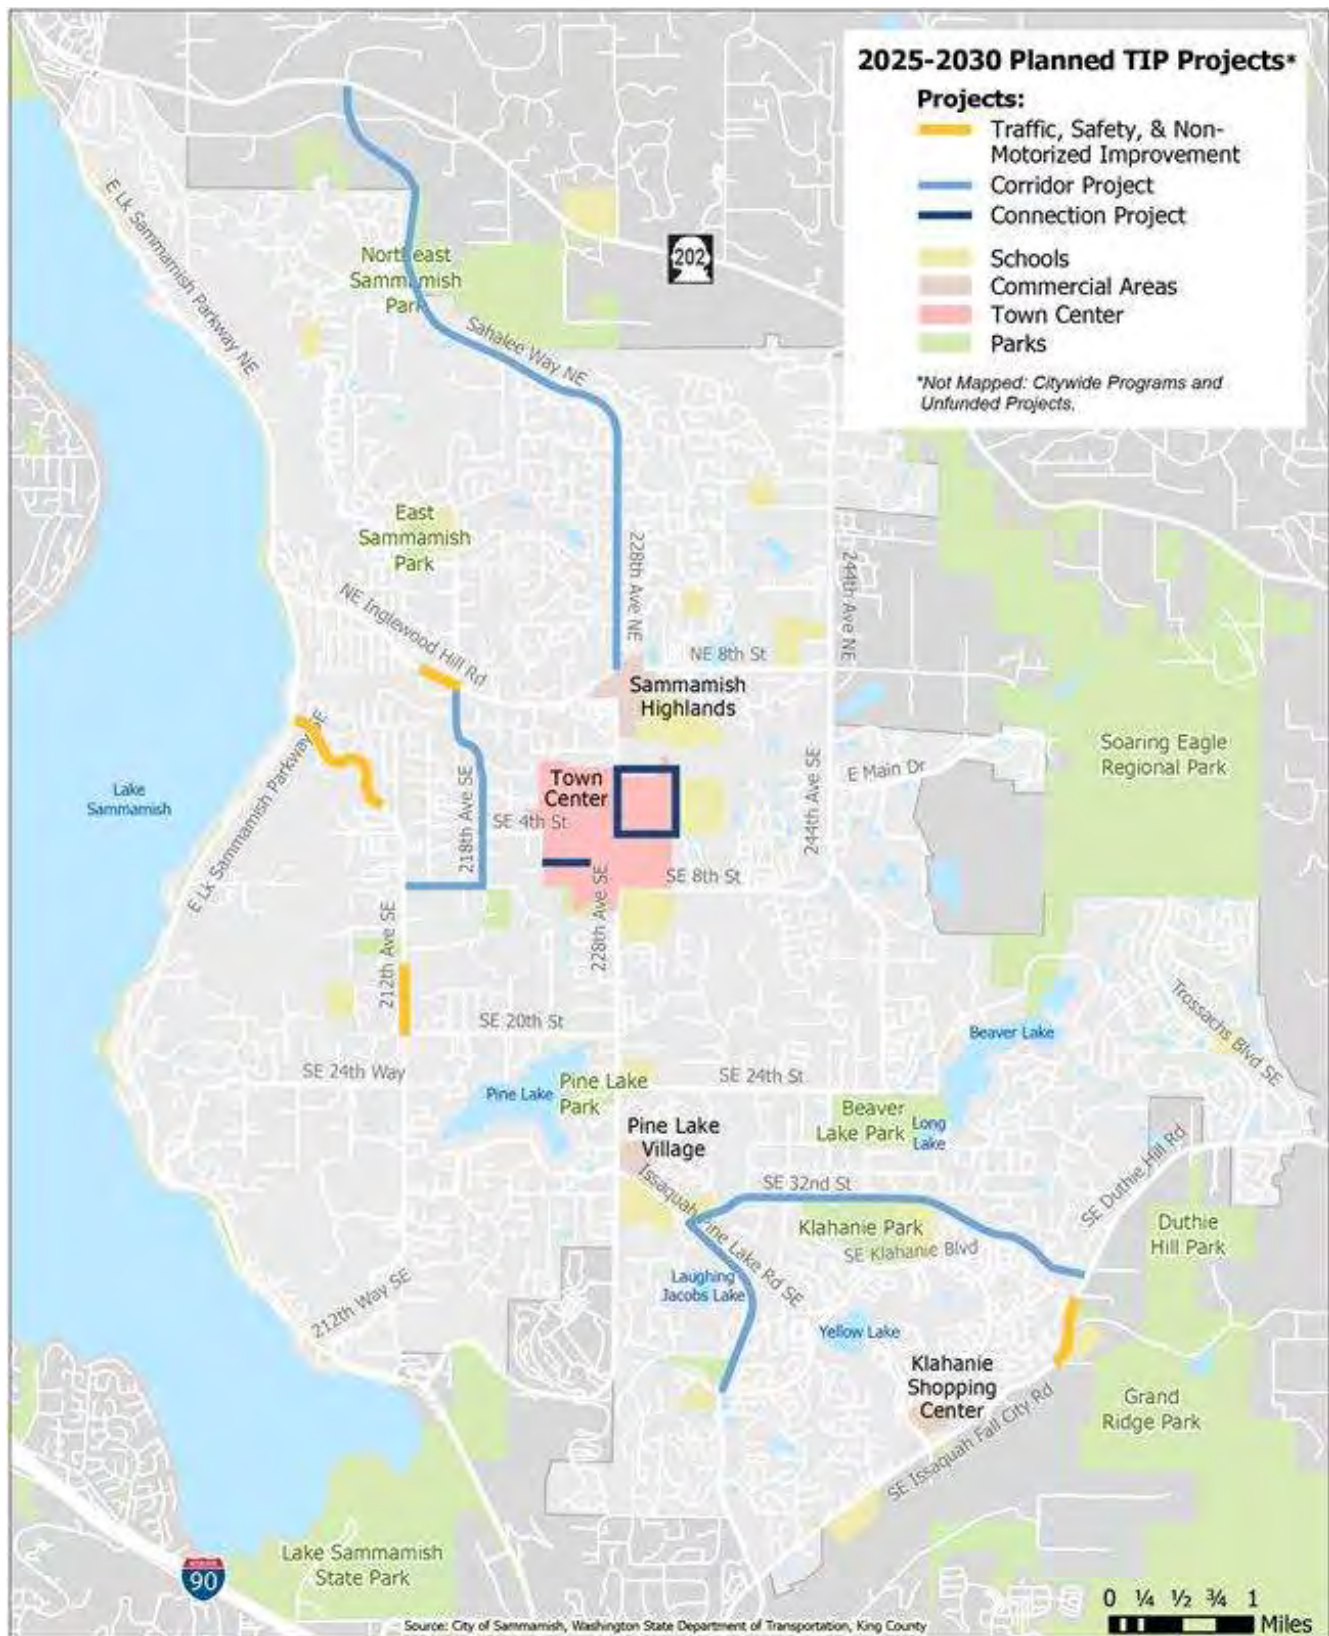 2025-2030 Planned TIP Projects*
Projects:
Traffic, Safety, & Non-
Motorized Improvement
Corridor Project
Connection Project
Schools
Commercial Areas
Town Center
Parks
*Not Mapped: Citywide Programs and
Unfunded Projects.
E Lk Sammamish Parkway NE
Northeast
Sammamish
Park
202
Sahalee Way NE
East
Sammamish
Park
228th Ave NE
244th Ave NE
NE Inglewood Hill Rd
NE 8th St
Sammamish
Highlands
E Lk Sammamish Parkway SE
Lake
Sammamish
218th Ave SE
Town
Center
SE 4th St
E Main Dr
244th Ave SE
Soaring Eagle
Regional Park
SE 8th St
228th Ave SE
212th Ave SE
SE 20th St
SE 24th Way
Beaver Lake
Trossachs Blvd SE
Pine Lake
Pine Lake
Park
SE 24th St
Beaver
Lake Park
Long
Lake
Pine Lake
Village
SE Duthie Hill Rd
SE 32nd St
Issaquah Pine Lake Rd SE
Klahanie Park
SE Klahanie Blvd
Duthie
Hill Park
Laughing
Jacobs Lake
212th Way SE
Yellow Lake
Klahanie
Shopping
Center
SE Issaquah Fall City Rd
Grand
Ridge Park
Lake Sammamish
State Park
90
0 ¼ ½ ¾ 1
Miles
Source: City of Sammamish, Washington State Department of Transportation, King County